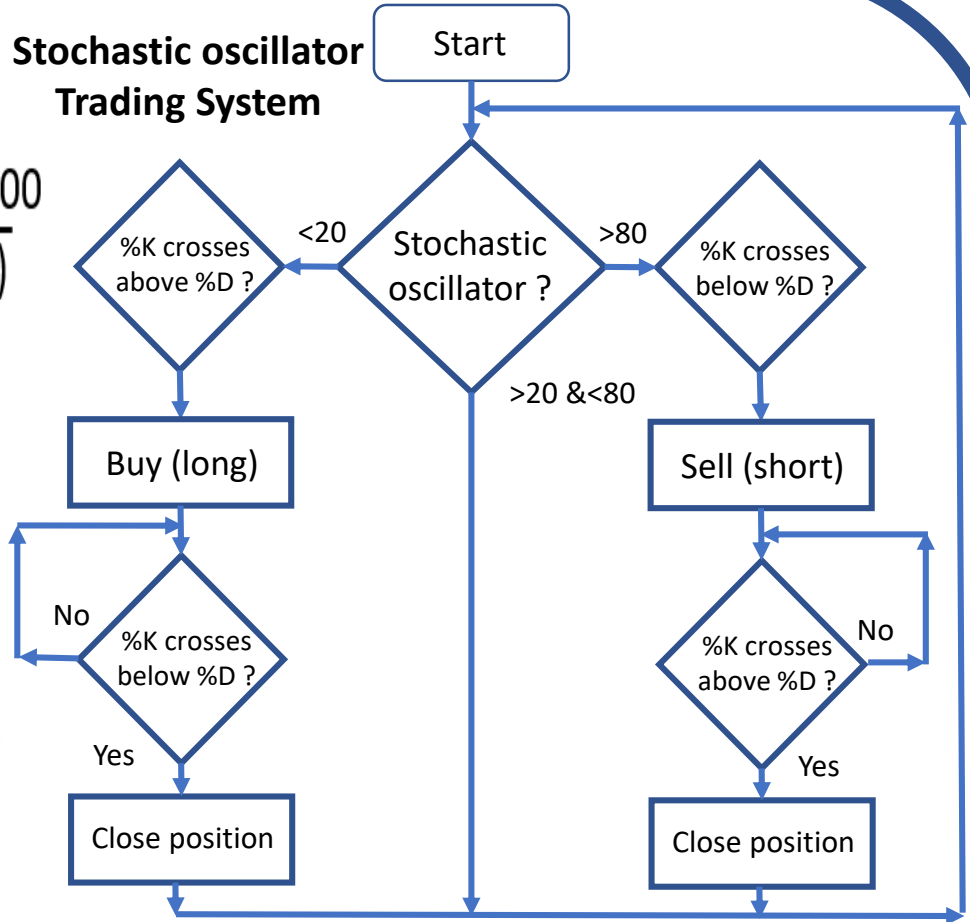 Stochastic oscillator
Trading System
Start
00
)
<20
Stochastic
oscillator ?
>80
%K crosses
above %D ?
%K crosses
below %D ?
>20 &<80
Buy (long)
Sell (short)
No
%K crosses
below %D ?
%K crosses
above %D ?
No
Yes
Yes
Close position
Close position